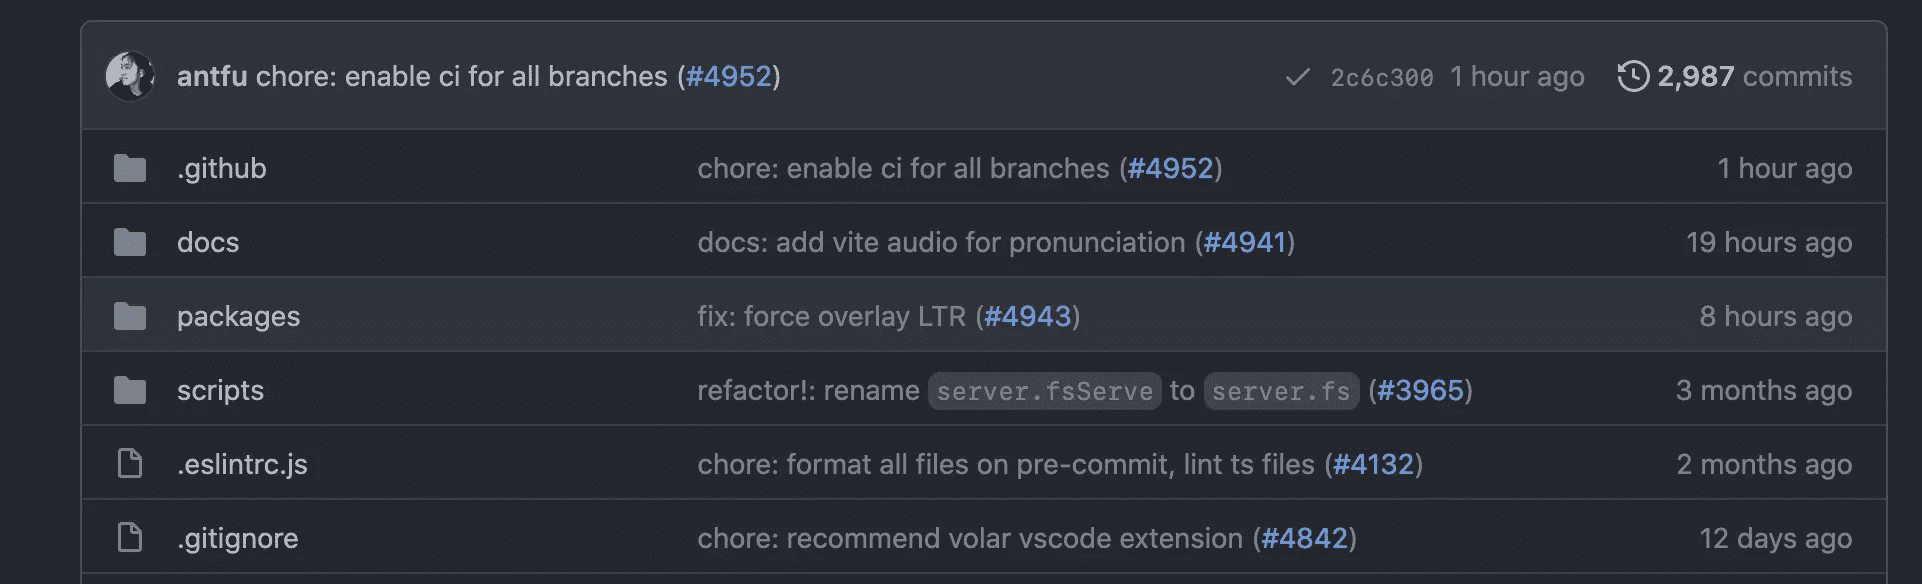 antfu chore: enable ci for all branches (#4952) 2c6c300 1 hour ago 2,987 commits
.github chore: enable ci for all branches (#4952) 1 hour ago
docs docs: add vite audio for pronunciation (#4941) 19 hours ago
packages fix: force overlay LTR (#4943) 8 hours ago
scripts refactor!: rename server.fsServe to server.fs (#3965) 3 months ago
.eslintrc.js chore: format all files on pre-commit, lint ts files (#4132) 2 months ago
.gitignore chore: recommend volar vscode extension (#4842) 12 days ago